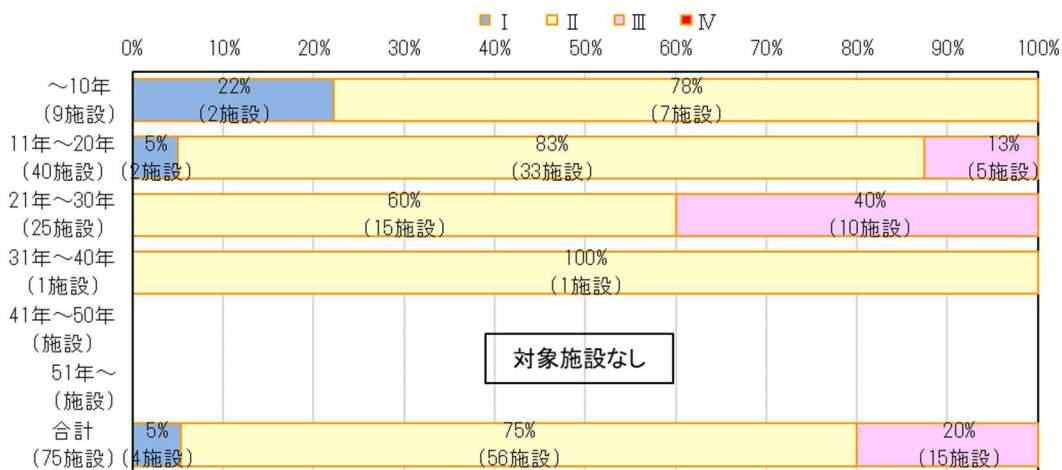 Ⅰ Ⅱ Ⅲ Ⅳ
0% 10% 20% 30% 40% 50% 60% 70% 80% 90% 100%
～10年
(9施設)
22%
(2施設)
78%
(7施設)
11年～20年
(40施設)
5%
(2施設)
83%
(33施設)
13%
(5施設)
21年～30年
(25施設)
60%
(15施設)
40%
(10施設)
31年～40年
(1施設)
100%
(1施設)
41年～50年
(施設)
51年～
(施設)
対象施設なし
合計
(75施設)
5%
(4施設)
75%
(56施設)
20%
(15施設)